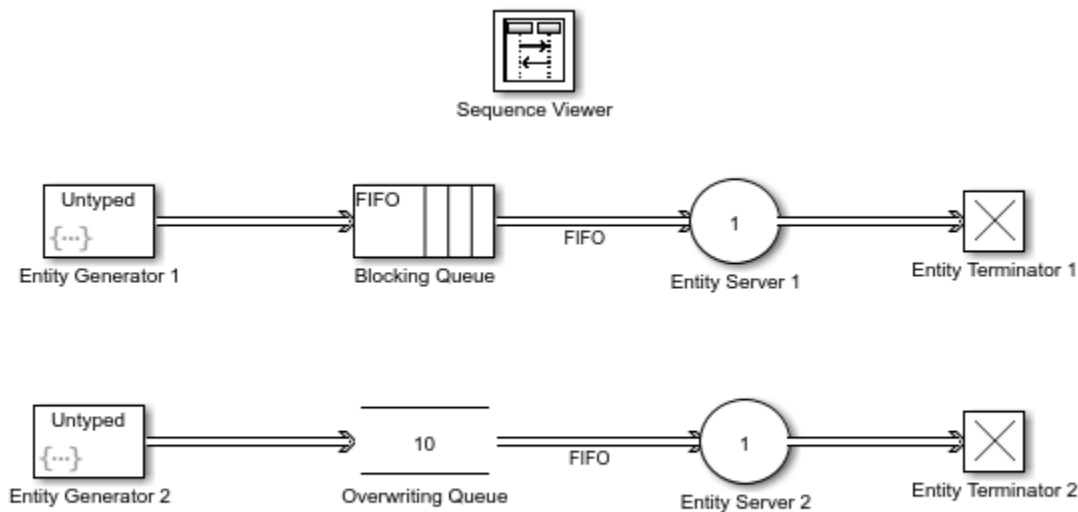 Sequence Viewer
Untyped
{...}
Entity Generator 1
FIFO
Blocking Queue
FIFO
1
Entity Server 1
Entity Terminator 1
Untyped
{...}
Entity Generator 2
10
Overwriting Queue
FIFO
1
Entity Server 2
Entity Terminator 2